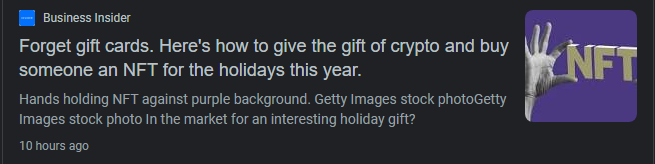 Business Insider
Forget gift cards. Here's how to give the gift of crypto and buy
someone an NFT for the holidays this year.
Hands holding NFT against purple background. Getty Images stock photoGetty
Images stock photo In the market for an interesting holiday gift?
10 hours ago
NFT